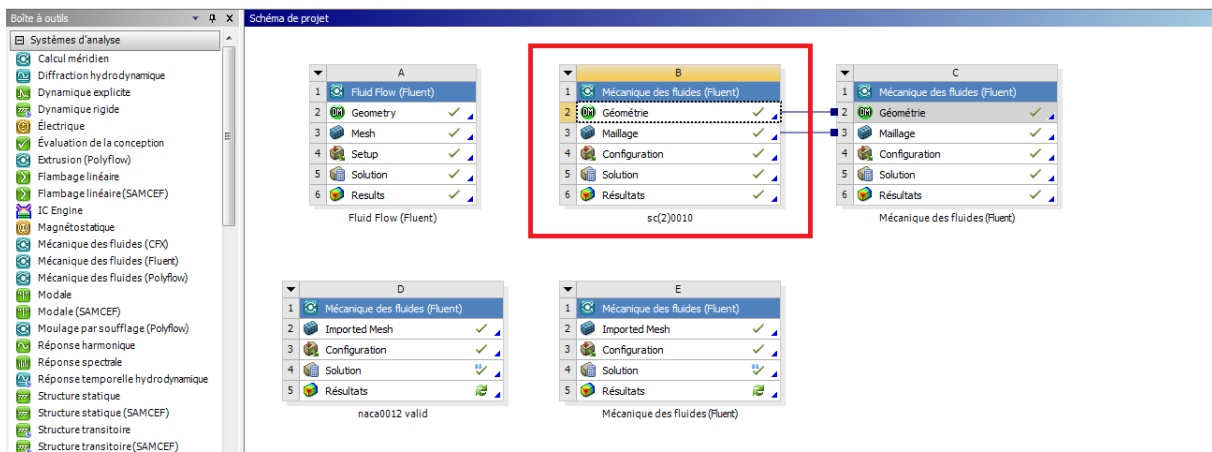 Boîte à outils
Schéma de projet
Systèmes d'analyse
Calcul méridien
Diffraction hydrodynamique
Dynamique explicite
Dynamique rigide
Électrique
Évaluation de la conception
Extrusion (Polyflow)
Flambage linéaire
Flambage linéaire (SAMCEF)
IC Engine
Magnétostatique
Mécanique des fluides (CFX)
Mécanique des fluides (Fluent)
Mécanique des fluides (Polyflow)
Modale
Modale (SAMCEF)
Moulage par soufflage (Polyflow)
Réponse harmonique
Réponse spectrale
Réponse temporelle hydrodynamique
Structure statique
Structure statique (SAMCEF)
Structure transitoire
Structure transitoire (SAMCEF)
A
1 Fluid Flow (Fluent)
2 Geometry
3 Mesh
4 Setup
5 Solution
6 Results
Fluid Flow (Fluent)
B
1 Mécanique des fluides (Fluent)
2 Géométrie
3 Maillage
4 Configuration
5 Solution
6 Résultats
sc(2)0010
C
1 Mécanique des fluides (Fluent)
2 Géométrie
3 Maillage
4 Configuration
5 Solution
6 Résultats
Mécanique des fluides (Fluent)
D
1 Mécanique des fluides (Fluent)
2 Imported Mesh
3 Configuration
4 Solution
5 Résultats
naca0012 valid
E
1 Mécanique des fluides (Fluent)
2 Imported Mesh
3 Configuration
4 Solution
5 Résultats
Mécanique des fluides (Fluent)